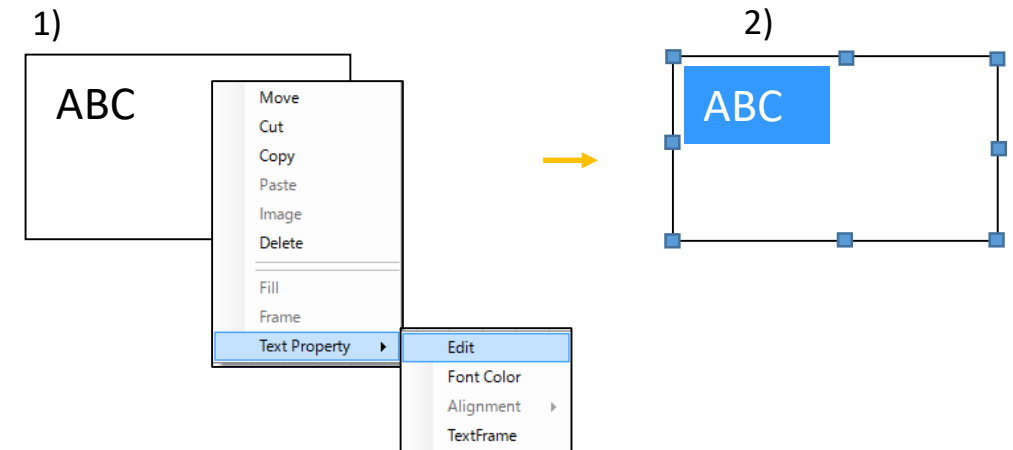 1)
ABC
Move
Cut
Copy
Paste
Image
Delete
Fill
Frame
Text Property
Edit
Font Color
Alignment
TextFrame
2)
ABC